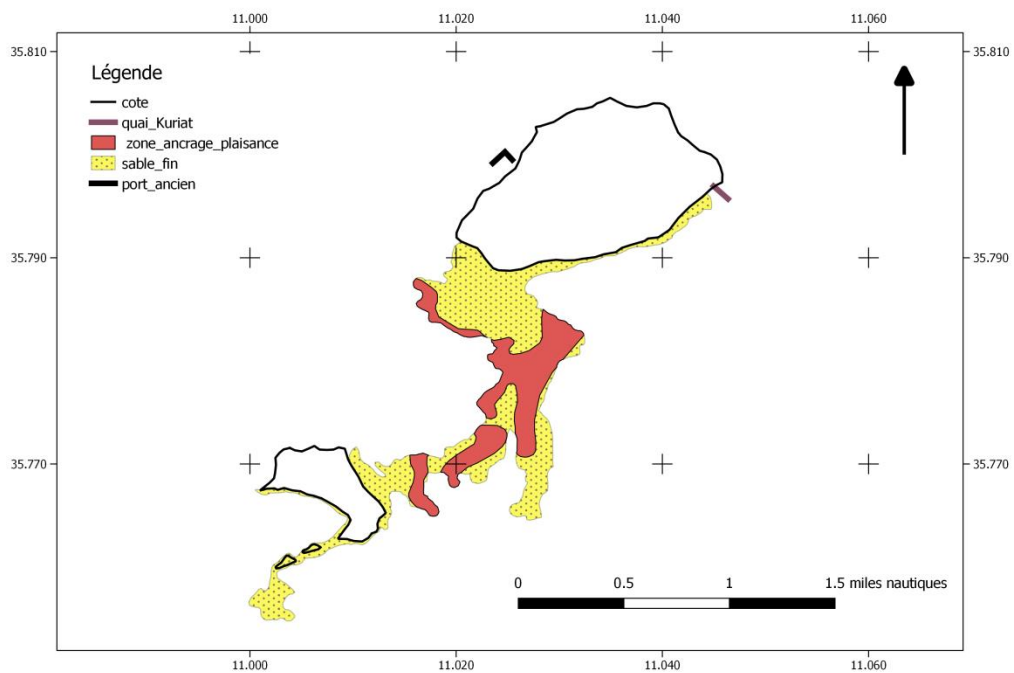 11.000 11.020 11.040 11.060
35.810 35.810
Légende
cote
quai_Kuriat
zone_ancrage_plaisance
sable_fin
port_ancien
35.790 35.790
35.770 35.770
0 0.5 1 1.5 miles nautiques
11.000 11.020 11.040 11.060